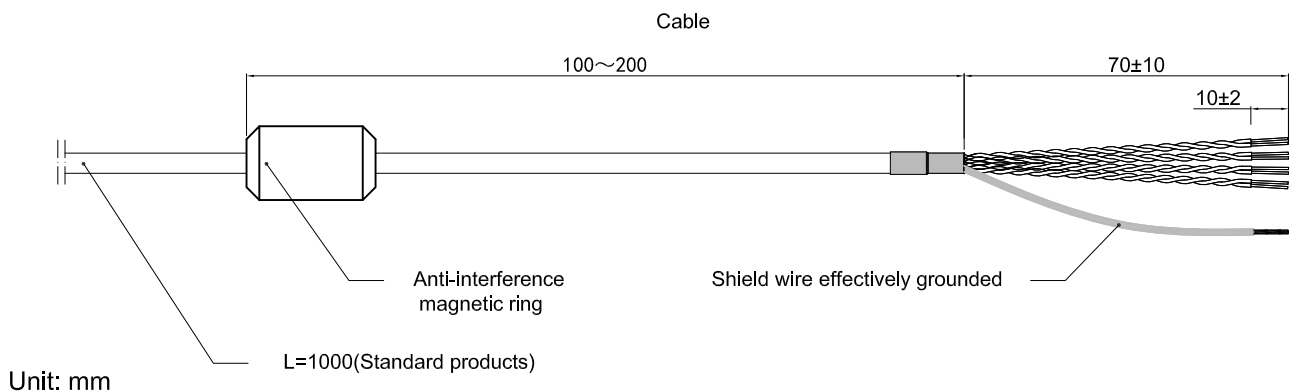 Cable
100～200
70±10
10±2
Anti-interference
magnetic ring
Shield wire effectively grounded
L=1000(Standard products)
Unit: mm